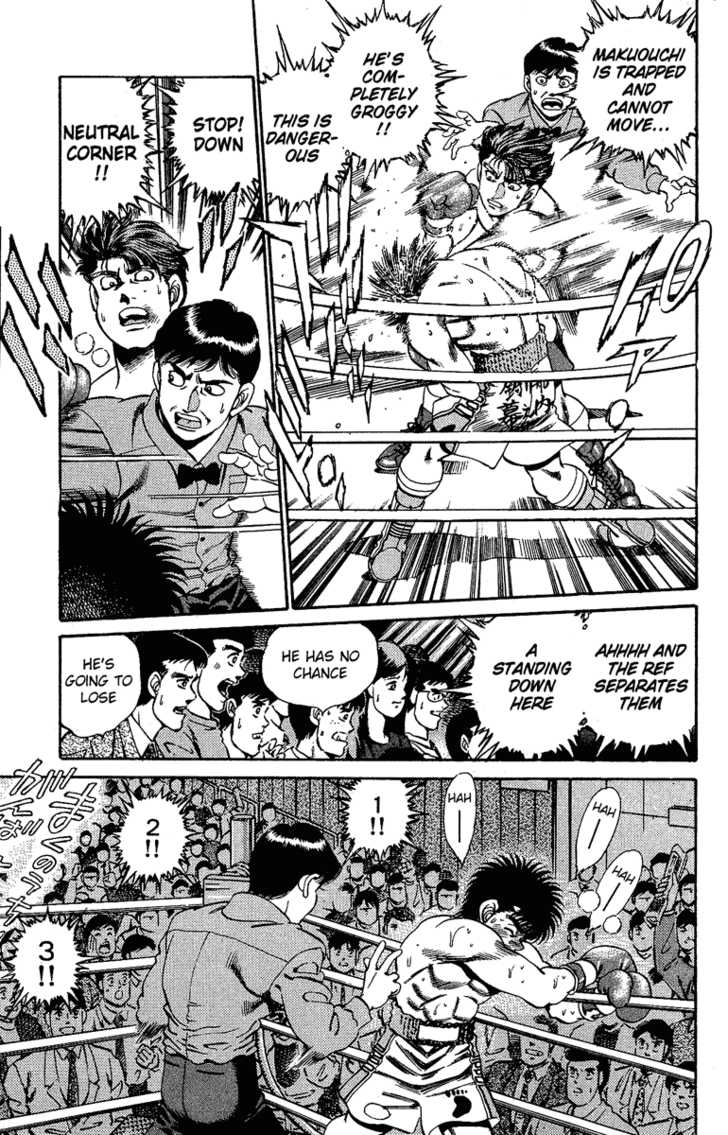 MAKUOUCHI
IS TRAPPED
AND
CANNOT
MOVE...
HE'S
COM-
PLETELY
GROGGY
!!
THIS IS
DANGER-
OUS
STOP!
DOWN
NEUTRAL
CORNER
!!
AHHHH AND
THE REF
SEPARATES
THEM
A
STANDING
DOWN
HERE
HE HAS NO
CHANCE
HE'S
GOING TO
LOSE
HAH
HAH
HAH
1
!!
2
!!
3
!!